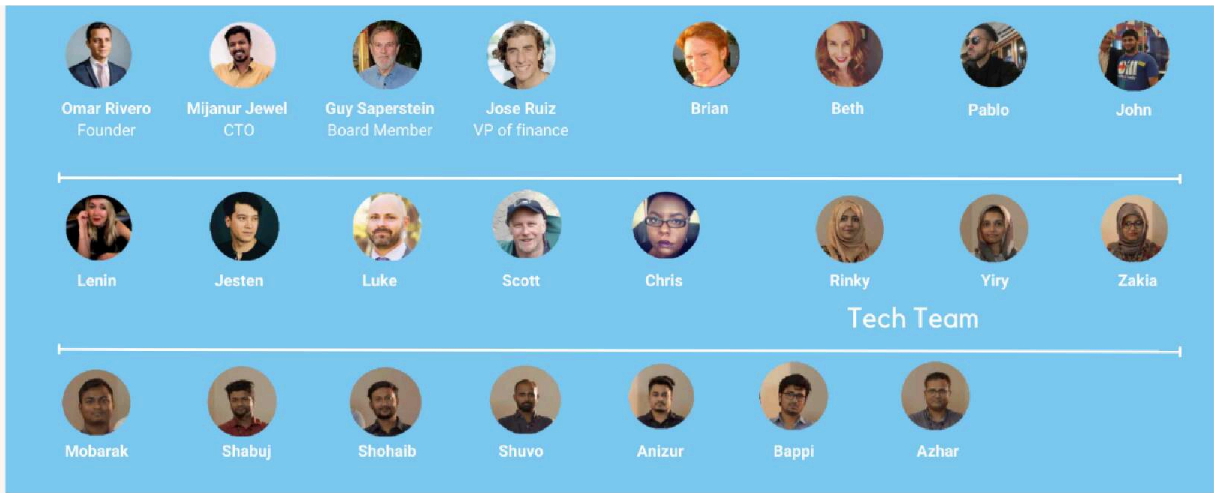 Omar Rivero
Founder
Mijanur Jewel
CTO
Guy Saperstein
Board Member
Jose Ruiz
VP of finance
Brian
Beth
Pablo
John
Lenin
Jesten
Luke
Scott
Chris
Rinky
Yiry
Zakia
Tech Team
Mobarak
Shabuj
Shohaib
Shuvo
Anizur
Bappi
Azhar